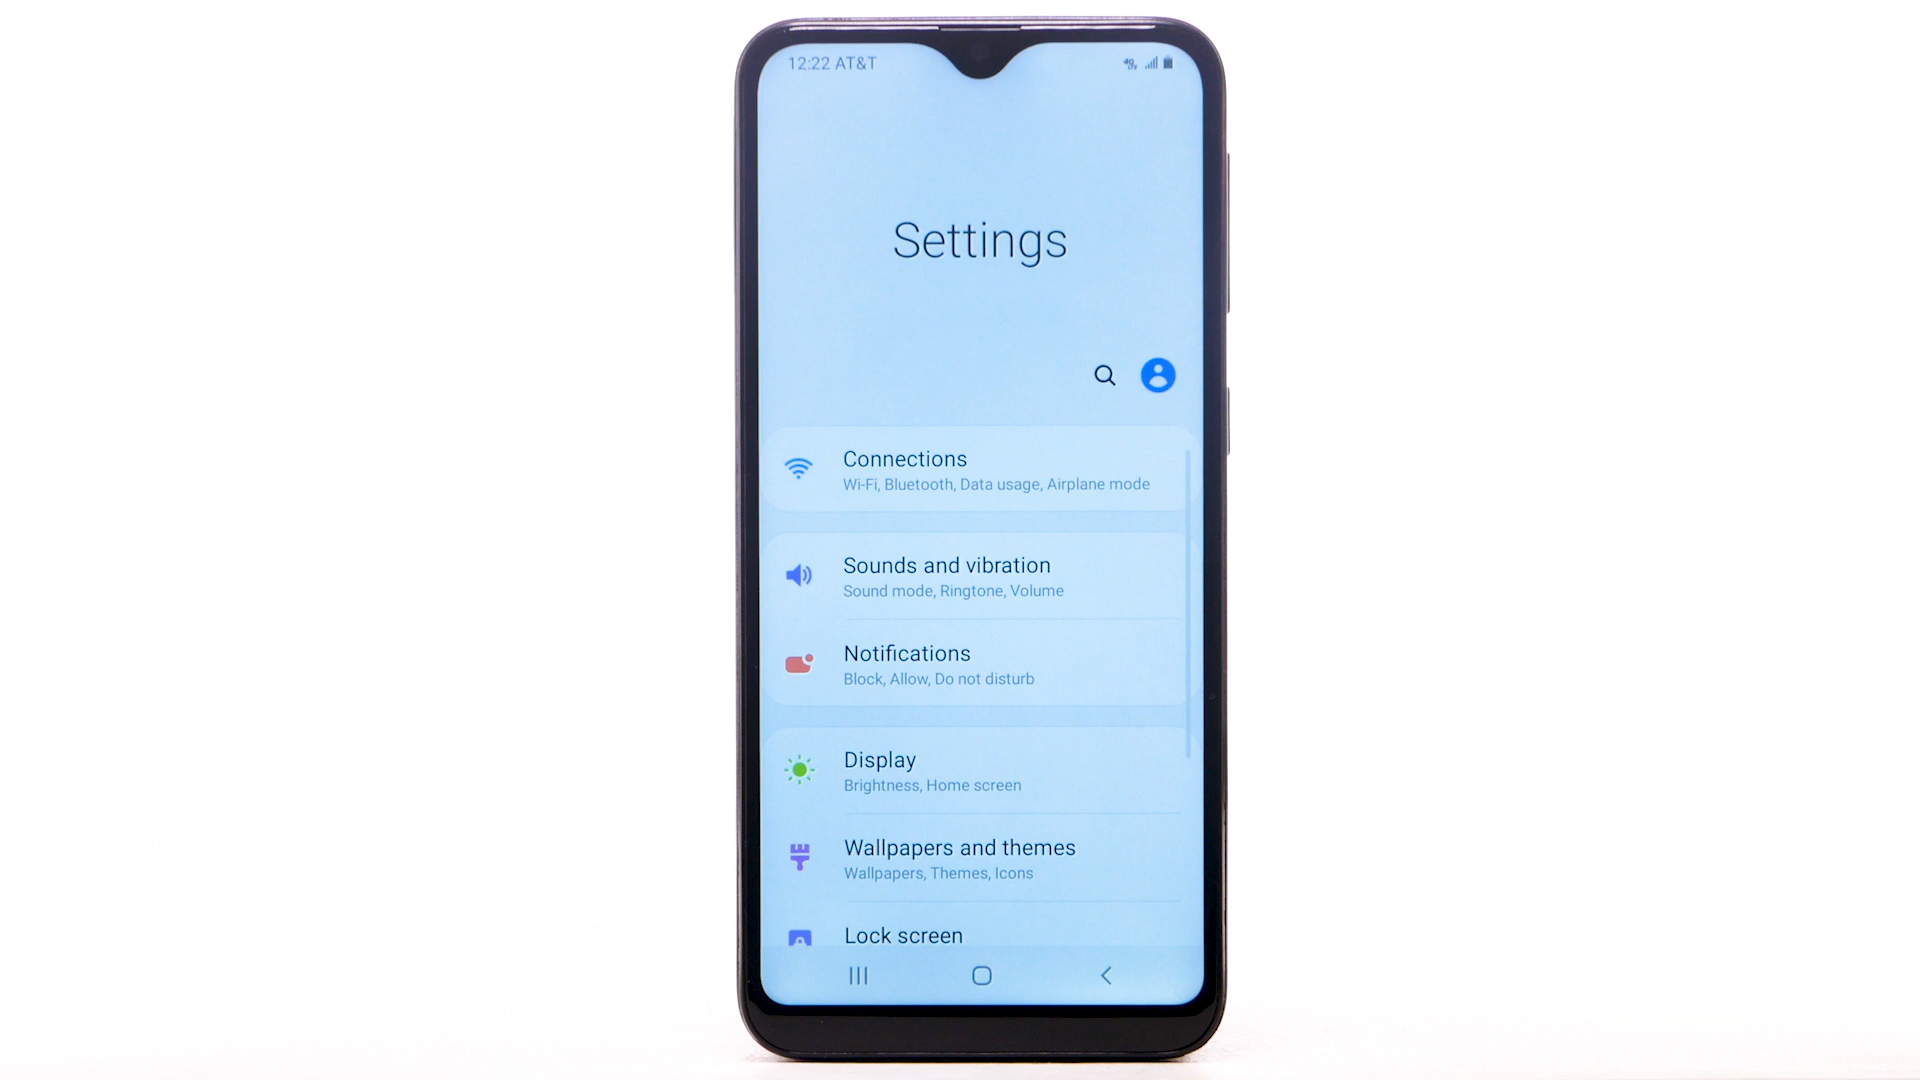 12:22 AT&T
Settings
Connections
Wi-Fi, Bluetooth, Data usage, Airplane mode
Sounds and vibration
Sound mode, Ringtone, Volume
Notifications
Block, Allow, Do not disturb
Display
Brightness, Home screen
Wallpapers and themes
Wallpapers, Themes, Icons
Lock screen